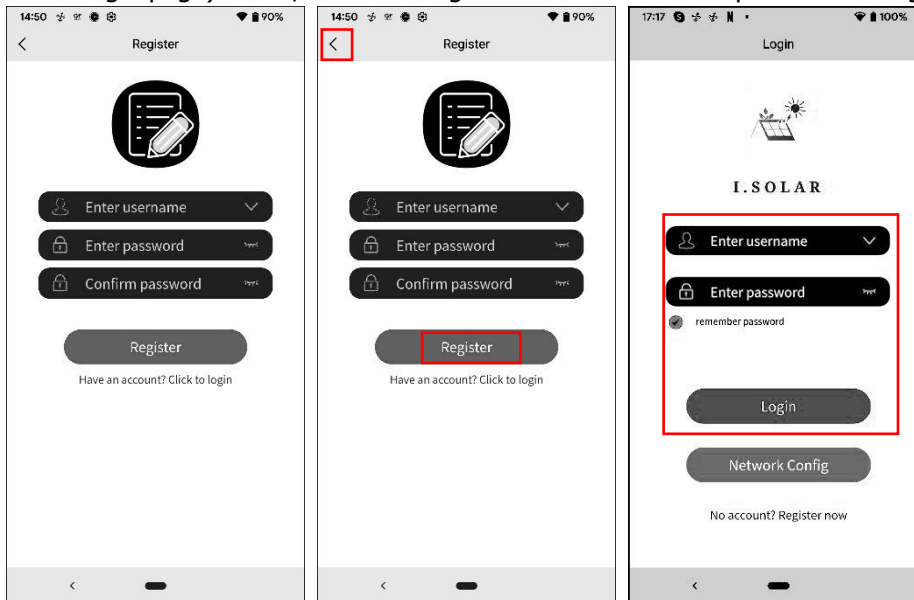 14:50 90%
Register
Enter username
Enter password
Confirm password
Register
Have an account? Click to login
14:50 90%
Register
Enter username
Enter password
Confirm password
Register
Have an account? Click to login
17:17 100%
Login
I.SOLAR
Enter username
Enter password
remember password
Login
Network Config
No account? Register now